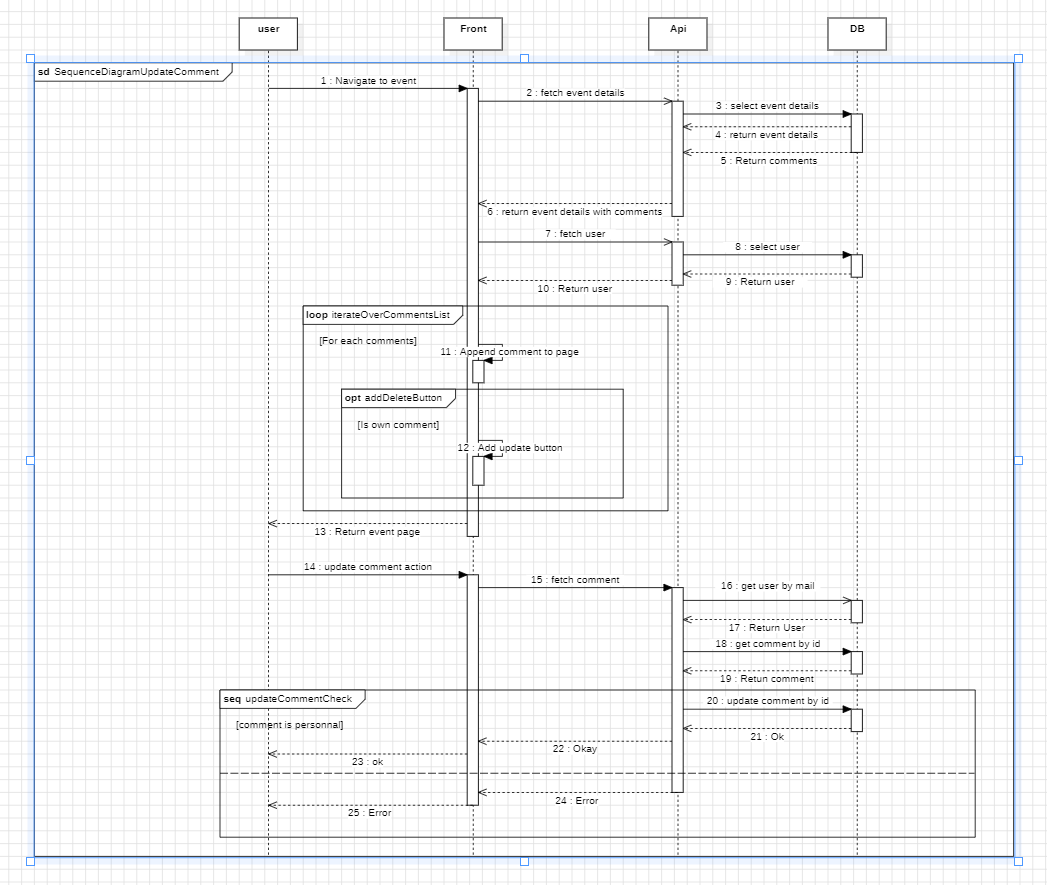 user Front Api DB
sd SequenceDiagramUpdateComment
1 : Navigate to event
2 : fetch event details
3 : select event details
4 : return event details
5 : Return comments
6 : return event details with comments
7 : fetch user
8 : select user
9 : Return user
10 : Return user
loop iterateOverCommentsList
[For each comments]
11 : Append comment to page
opt addDeleteButton
[Is own comment]
12 : Add update button
13 : Return event page
14 : update comment action
15 : fetch comment
16 : get user by mail
17 : Return User
18 : get comment by id
19 : Retun comment
seq updateCommentCheck
20 : update comment by id
[comment is personnal]
21 : Ok
22 : Okay
23 : ok
24 : Error
25 : Error